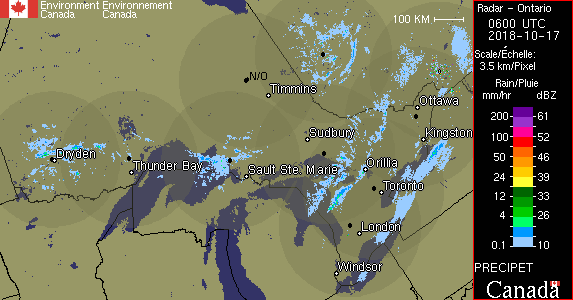 Environment Environnement
Canada Canada
100 KM
N/O
Timmins
Ottawa
Sudbury
Kingston
Dryden
Thunder Bay
Sault Ste. Marie
Orillia
Toronto
London
Windsor
Radar - Ontario
0600 UTC
2018-10-17
Scale/Échelle:
3.5 km/Pixel
Rain/Pluie
mm/hr dBZ
200 61
100 52
50 46
24 39
12 33
4 26
1 20
0.1 10
PRECIPET
Canada